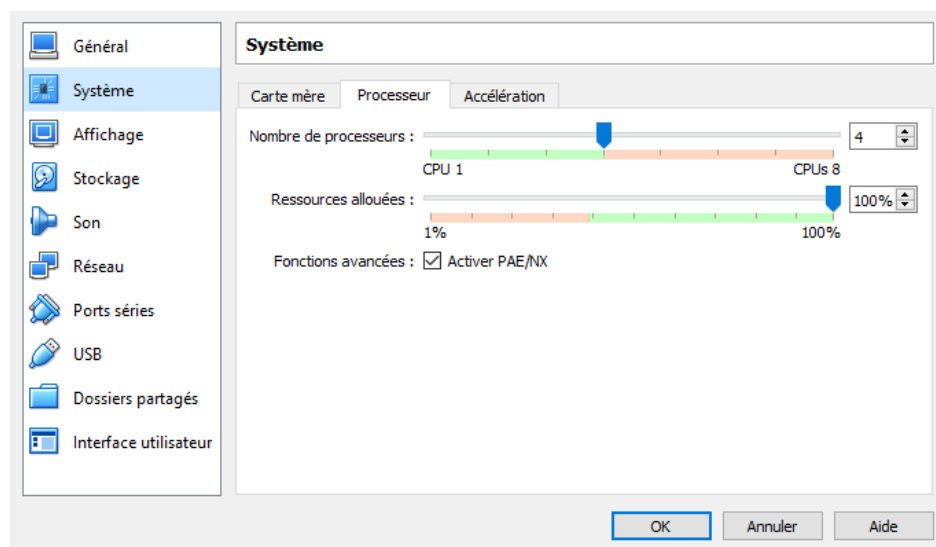 Général
Système
Affichage
Stockage
Son
Réseau
Ports séries
USB
Dossiers partagés
Interface utilisateur
Système
Carte mère Processeur Accélération
Nombre de processeurs : 4
CPU 1 CPUs 8
Ressources allouées : 100%
1% 100%
Fonctions avancées : Activer PAE/NX
OK Annuler Aide